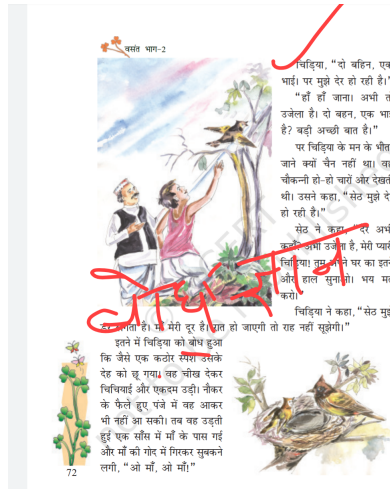 वसंत भाग-2
चिड़िया, “दो बहिन, एक
भाई। पर मुझे देर हो रही है।”
“हाँ हाँ जाना। अभी त
उजेला है। दो बहन, एक भाई
है? बड़ी अच्छी बात है।”
पर चिड़िया के मन के भीत
जाने क्यों चैन नहीं था। वह
चौकन्नी हो-हो चारों ओर देखती
थी। उसने कहा, “सेठ मुझे दे
हो रही है।”
सेठ ने कहा, “देर अभी
कहाँ? अभी उजेला है, मेरी प्यारी
चिड़िया! तुम अपने घर का इतन
और हाल सुनाओ। भय मत
करो।
चिड़िया ने कहा, “सेठ मुझ
डर लगता है। माँ मेरी दूर है। रात हो जाएगी तो राह नहीं सूझेगी।”
इतने में चिड़िया को बोध हुआ
कि जैसे एक कठोर स्पर्श उसके
देह को छू गया। वह चीख देकर
चिचियाई और एकदम उड़ी। नौकर
के फैले हुए पंजे में वह आकर
भी नहीं आ सकी। तब वह उड़ती
हुई एक साँस में माँ के पास गई
और माँ की गोद में गिरकर सुबकने
लगी, “ओ माँ, ओ माँ!”
72